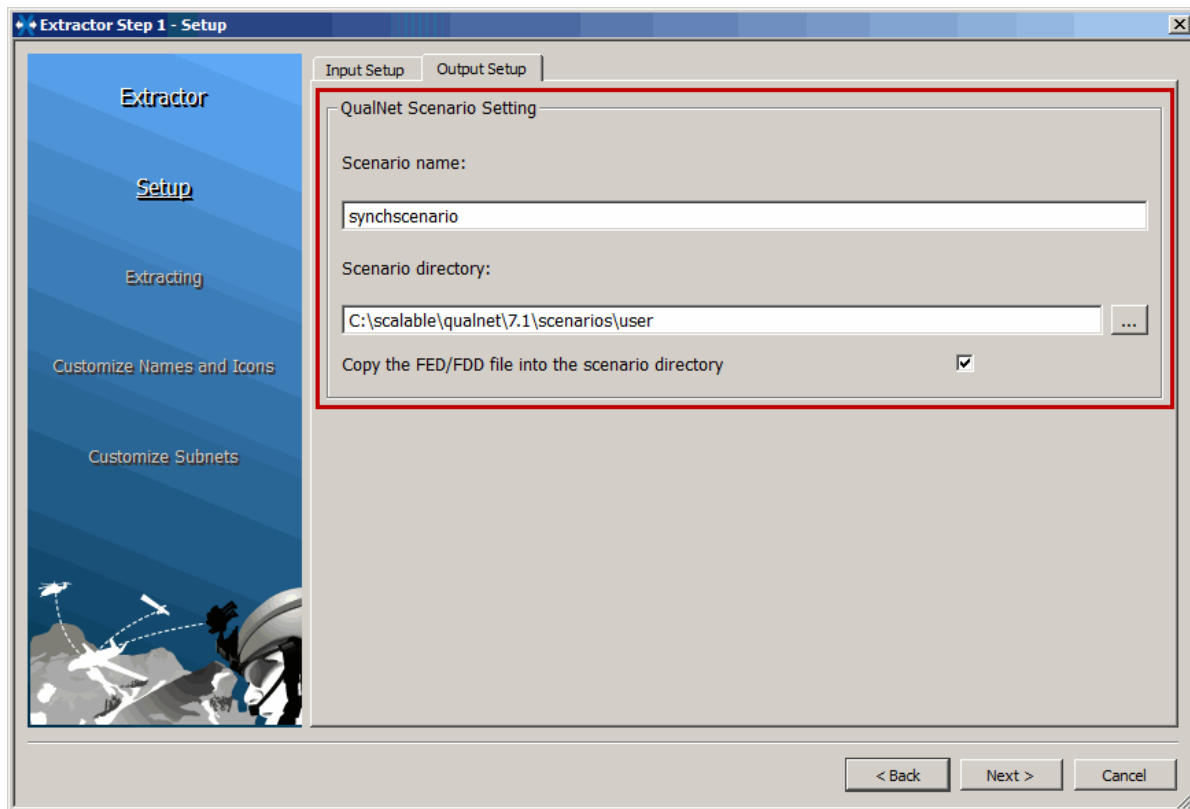 Extractor Step 1 - Setup
Extractor
Setup
Extracting
Customize Names and Icons
Customize Subnets
Input Setup
Output Setup
QualNet Scenario Setting
Scenario name:
synchscenario
Scenario directory:
C:\scalable\qualnet\7.1\scenarios\user
...
Copy the FED/FDD file into the scenario directory
< Back
Next >
Cancel